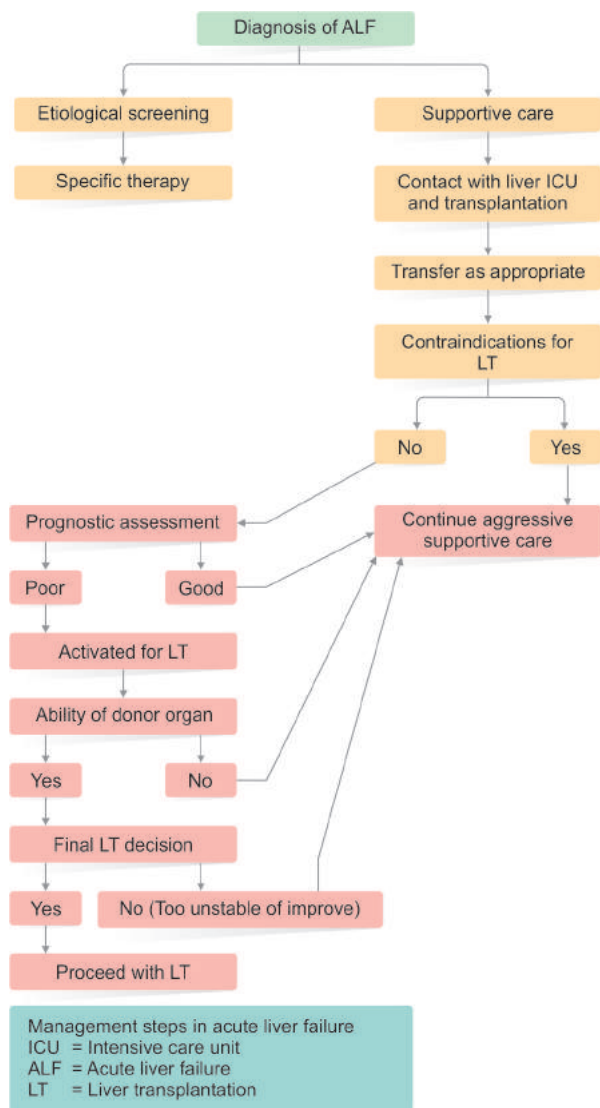 Diagnosis of ALF
Etiological screening
Supportive care
Specific therapy
Contact with liver ICU
and transplantation
Transfer as appropriate
Contraindications for
LT
No
Yes
Prognostic assessment
Continue aggressive
supportive care
Poor
Good
Activated for LT
Ability of donor organ
Yes
No
Final LT decision
Yes
No (Too unstable of improve)
Proceed with LT
Management steps in acute liver failure
ICU = Intensive care unit
ALF = Acute liver failure
LT = Liver transplantation